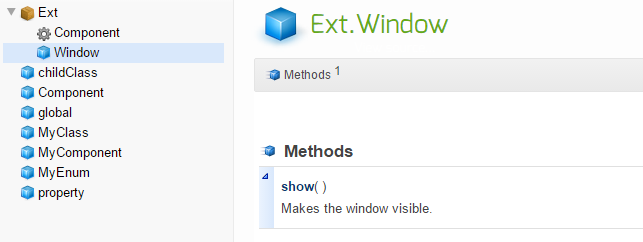 Ext
Component
Window
childClass
Component
global
MyClass
MyComponent
MyEnum
property
Ext.Window
Methods 1
Methods
show( )
Makes the window visible.